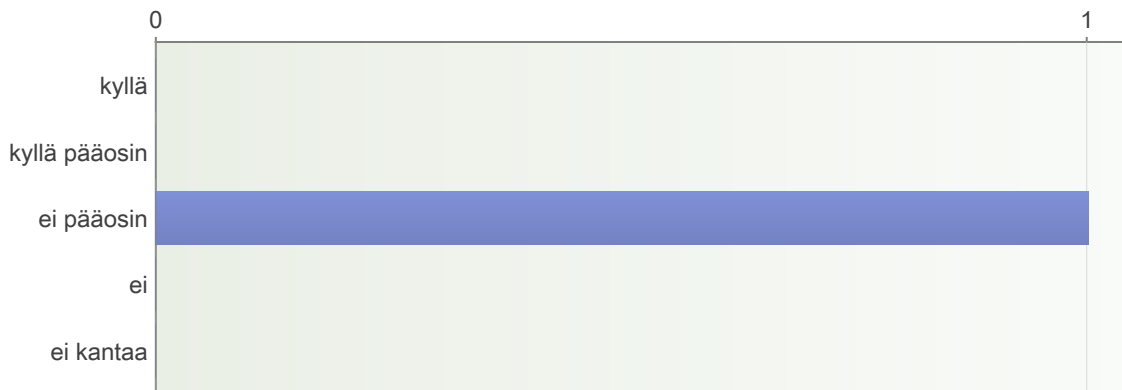 0 1
kyllä
kyllä pääosin
ei pääosin
ei
ei kantaa